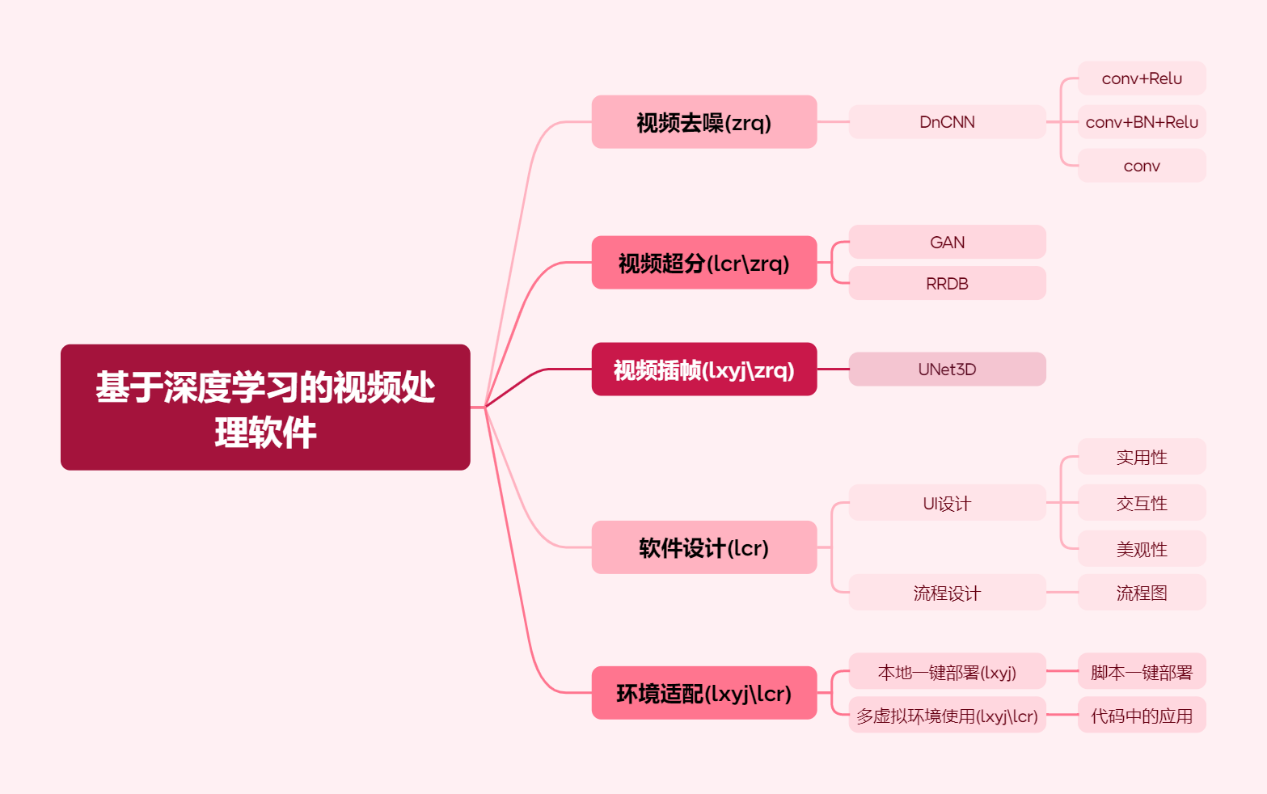 基于深度学习的视频处
理软件
视频去噪(zrq)
DnCNN
conv+Relu
conv+BN+Relu
conv
视频超分(lcr\zrq)
GAN
RRDB
视频插帧(lxyj\zrq)
UNet3D
软件设计(lcr)
UI设计
实用性
交互性
美观性
流程设计
流程图
环境适配(lxyj\lcr)
本地一键部署(lxyj)
脚本一键部署
多虚拟环境使用(lxyj\lcr)
代码中的应用